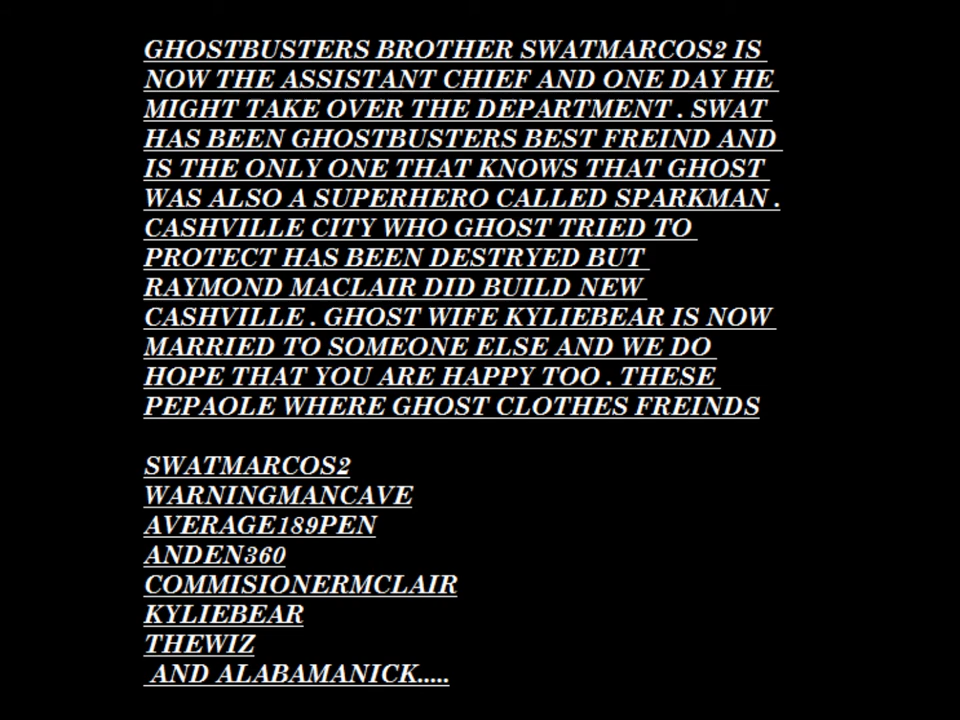 GHOSTBUSTERS BROTHER SWATMARCOS2 IS
NOW THE ASSISTANT CHIEF AND ONE DAY HE
MIGHT TAKE OVER THE DEPARTMENT . SWAT
HAS BEEN GHOSTBUSTERS BEST FREIND AND
IS THE ONLY ONE THAT KNOWS THAT GHOST
WAS ALSO A SUPERHERO CALLED SPARKMAN .
CASHVILLE CITY WHO GHOST TRIED TO
PROTECT HAS BEEN DESTRYED BUT
RAYMOND MACLAIR DID BUILD NEW
CASHVILLE . GHOST WIFE KYLIEBEAR IS NOW
MARRIED TO SOMEONE ELSE AND WE DO
HOPE THAT YOU ARE HAPPY TOO . THESE
PEPAOLE WHERE GHOST CLOTHES FREINDS
SWATMARCOS2
WARNINGMANCAVE
AVERAGE189PEN
ANDEN360
COMMISIONERMCLAIR
KYLIEBEAR
THEWIZ
AND ALABAMANICK.....